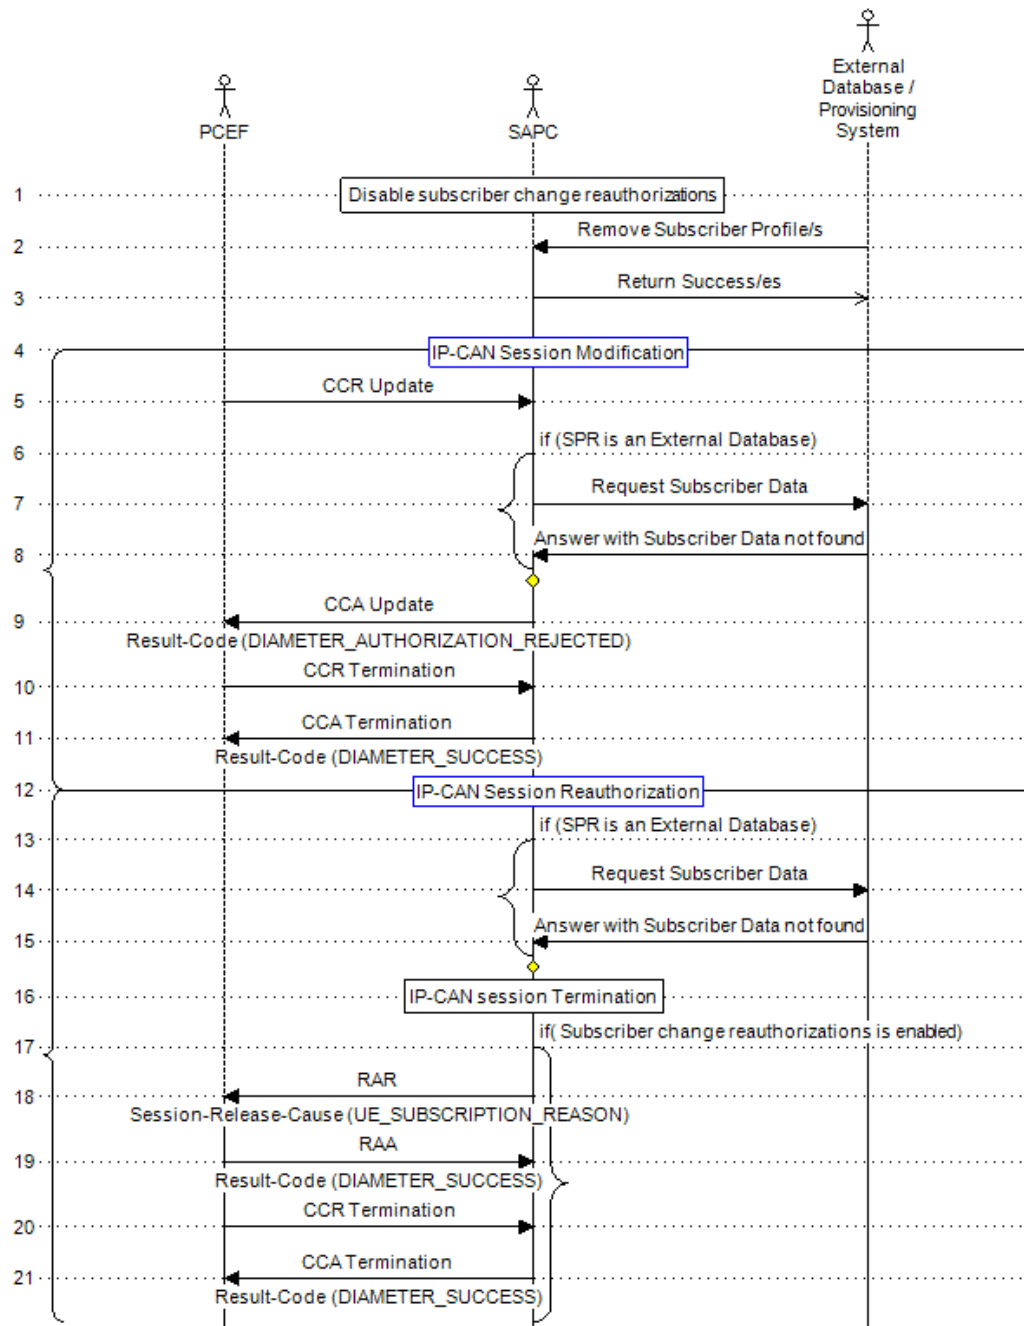 External
Database /
Provisioning
System
PCEF
SAPC
1
Disable subscriber change reauthorizations
Remove Subscriber Profile/s
2
Return Success/es
3
4
IP-CAN Session Modification
CCR Update
5
if (SPR is an External Database)
6
Request Subscriber Data
7
Answer with Subscriber Data not found
8
CCA Update
9
Result-Code (DIAMETER_AUTHORIZATION_REJECTED)
CCR Termination
10
CCA Termination
11
Result-Code (DIAMETER_SUCCESS)
12
IP-CAN Session Reauthorization
if (SPR is an External Database)
13
Request Subscriber Data
14
Answer with Subscriber Data not found
15
16
IP-CAN session Termination
if( Subscriber change reauthorizations is enabled)
17
RAR
18
Session-Release-Cause (UE_SUBSCRIPTION_REASON)
RAA
19
Result-Code (DIAMETER_SUCCESS)
CCR Termination
20
CCA Termination
21
Result-Code (DIAMETER_SUCCESS)